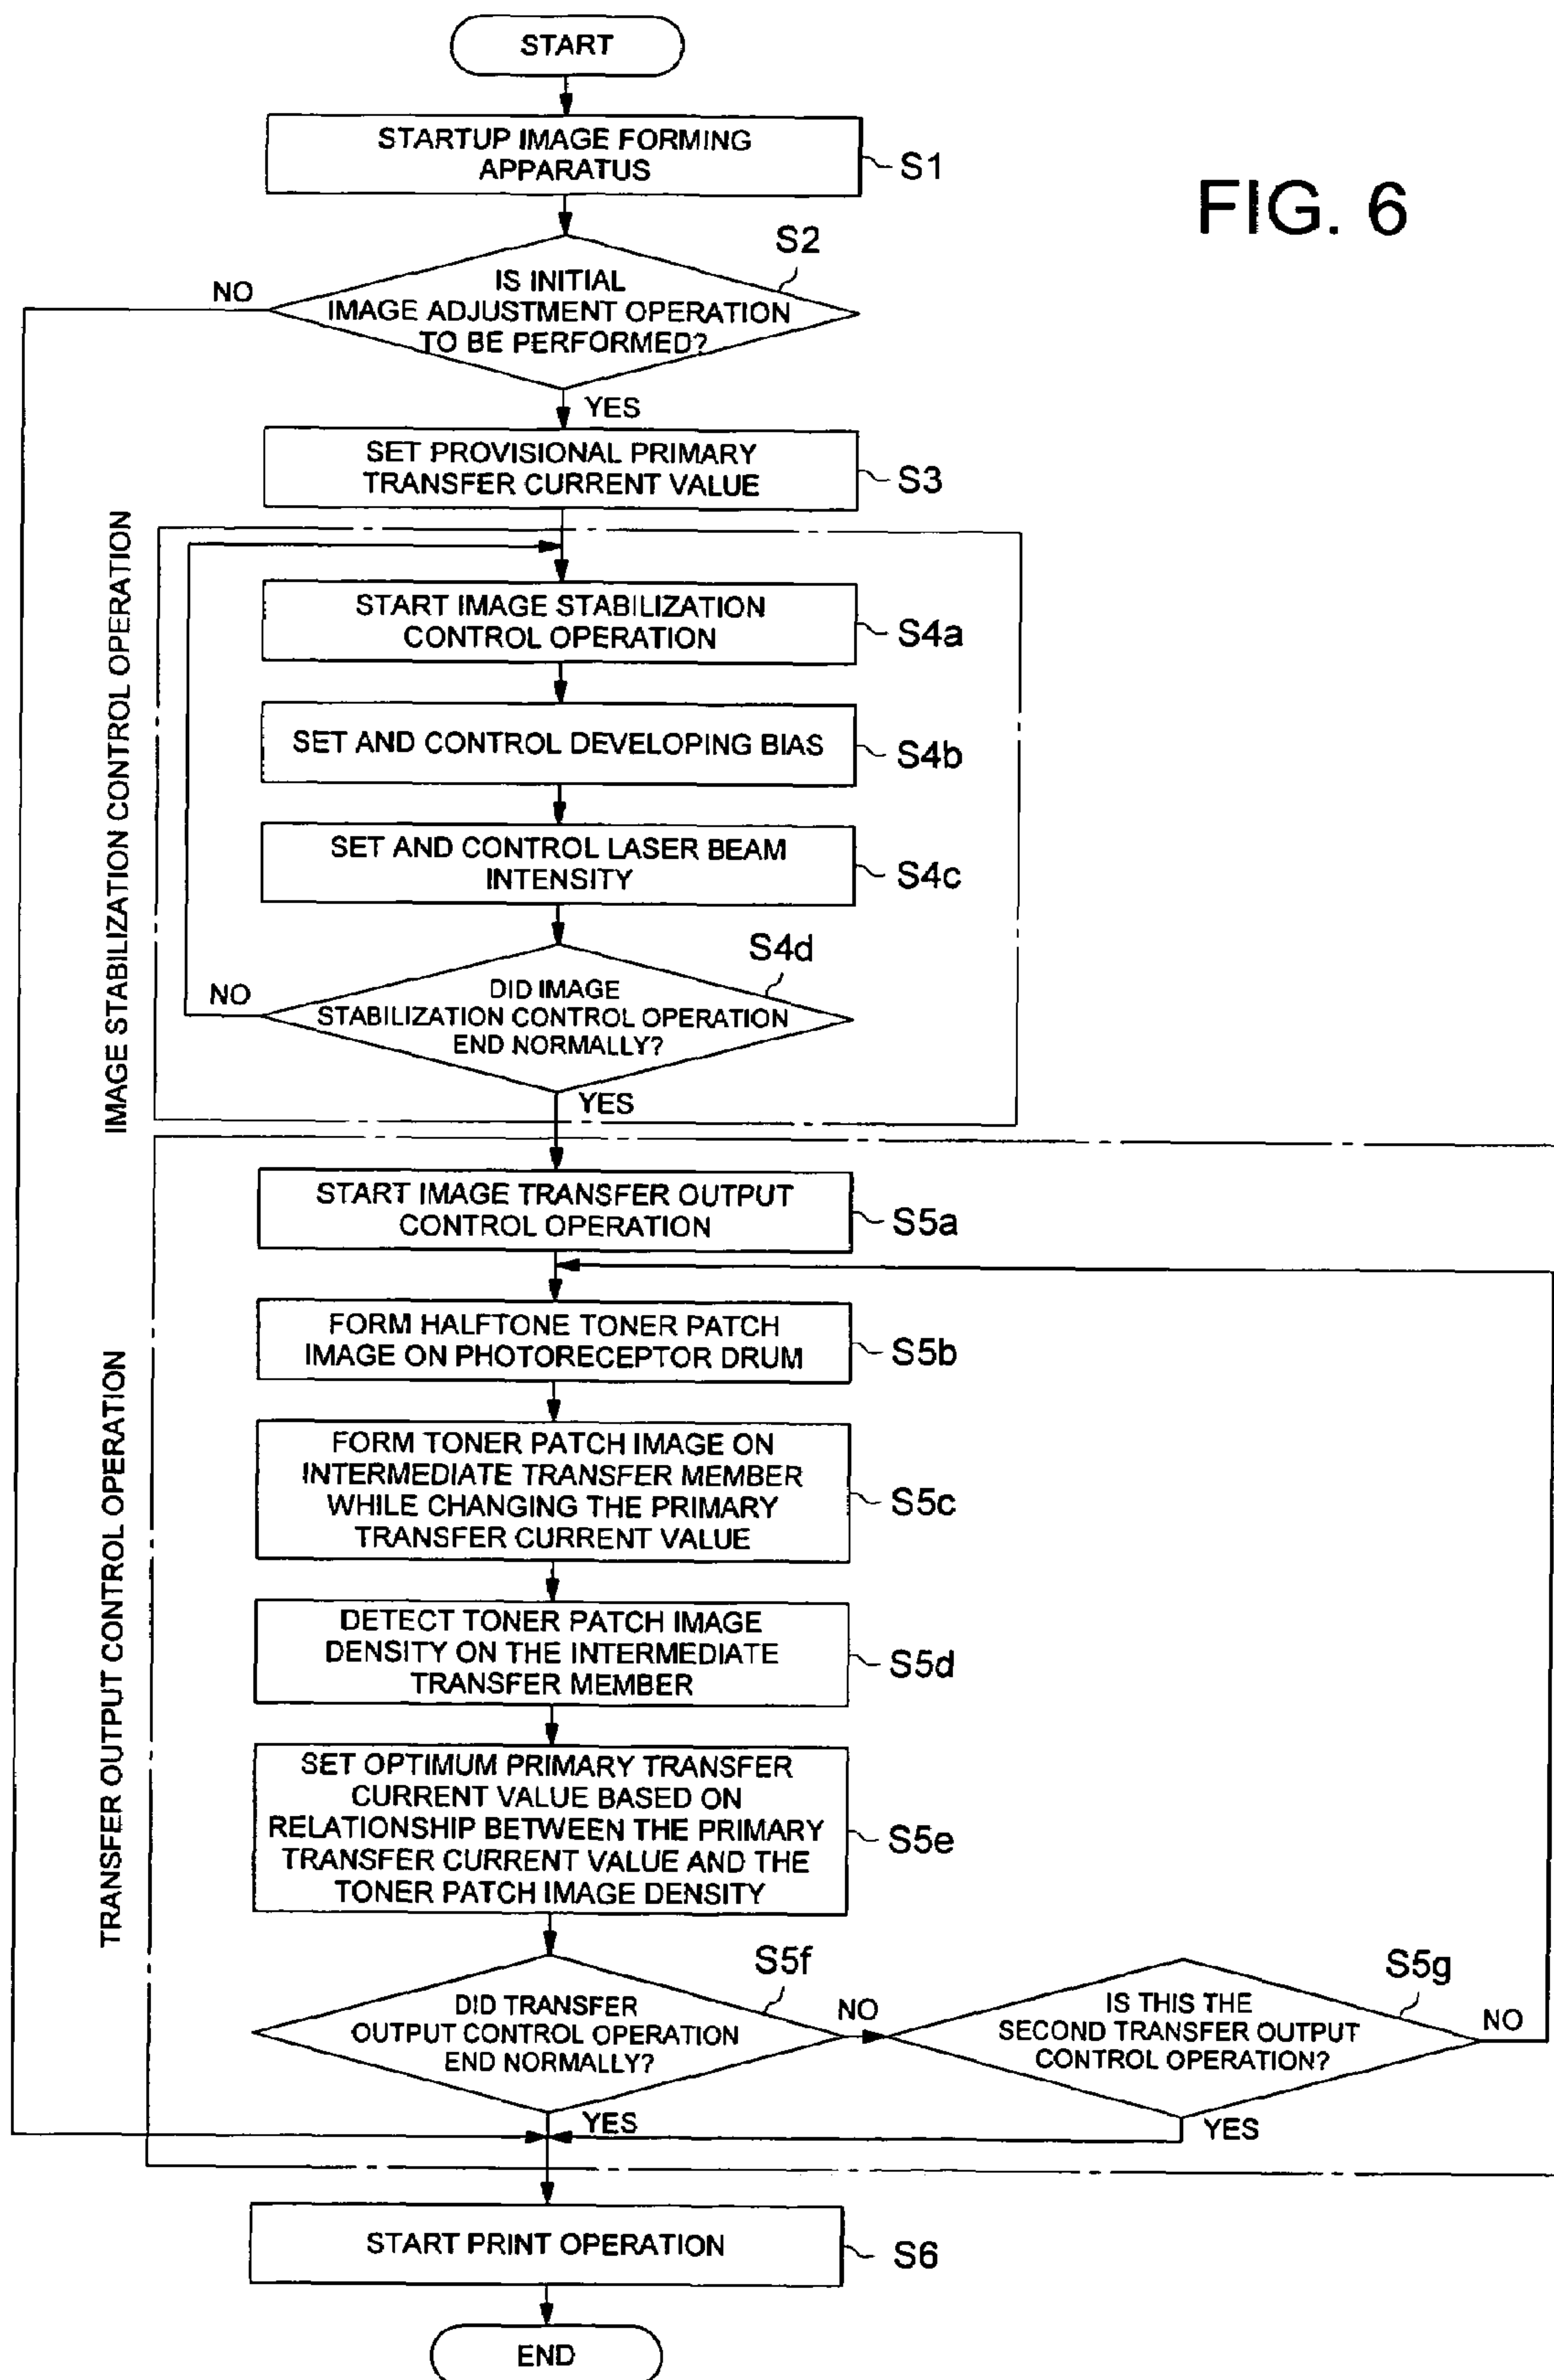 START
STARTUP IMAGE FORMING
APPARATUS
S1
FIG. 6
S2
IS INITIAL
IMAGE ADJUSTMENT OPERATION
TO BE PERFORMED?
NO
YES
SET PROVISIONAL PRIMARY
TRANSFER CURRENT VALUE
S3
IMAGE STABILIZATION CONTROL OPERATION
START IMAGE STABILIZATION
CONTROL OPERATION
S4a
SET AND CONTROL DEVELOPING BIAS
S4b
SET AND CONTROL LASER BEAM
INTENSITY
S4c
S4d
DID IMAGE
STABILIZATION CONTROL OPERATION
END NORMALLY?
NO
YES
TRANSFER OUTPUT CONTROL OPERATION
START IMAGE TRANSFER OUTPUT
CONTROL OPERATION
S5a
FORM HALFTONE TONER PATCH
IMAGE ON PHOTORECEPTOR DRUM
S5b
FORM TONER PATCH IMAGE ON
INTERMEDIATE TRANSFER MEMBER
WHILE CHANGING THE PRIMARY
TRANSFER CURRENT VALUE
S5c
DETECT TONER PATCH IMAGE
DENSITY ON THE INTERMEDIATE
TRANSFER MEMBER
S5d
SET OPTIMUM PRIMARY TRANSFER
CURRENT VALUE BASED ON
RELATIONSHIP BETWEEN THE PRIMARY
TRANSFER CURRENT VALUE AND THE
TONER PATCH IMAGE DENSITY
S5e
S5f
DID TRANSFER
OUTPUT CONTROL OPERATION
END NORMALLY?
NO
YES
S5g
IS THIS THE
SECOND TRANSFER OUTPUT
CONTROL OPERATION?
NO
YES
START PRINT OPERATION
S6
END